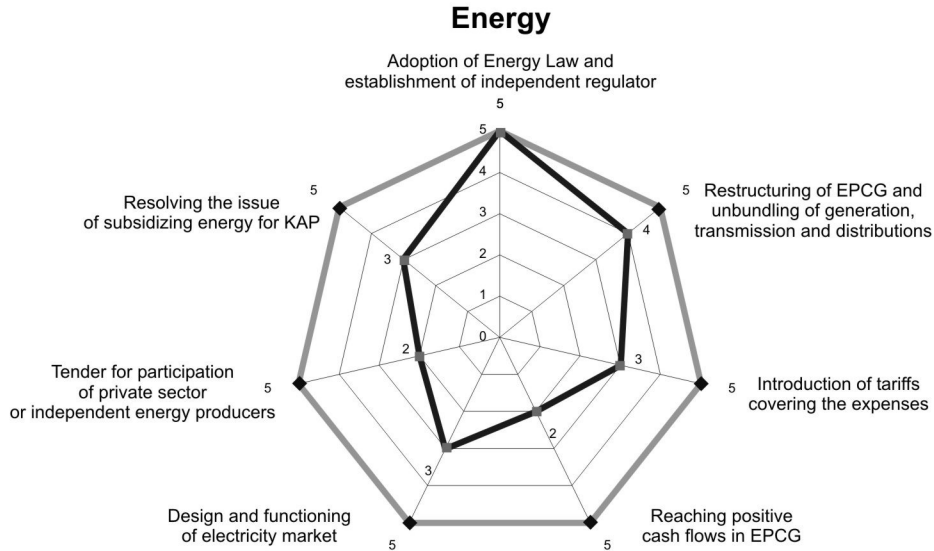 Energy
Adoption of Energy Law and
establishment of independent regulator
5
5
4
3
2
1
0
5
Restructuring of EPCG and
unbundling of generation,
transmission and distributions
4
3
5
Introduction of tariffs
covering the expenses
2
5
Reaching positive
cash flows in EPCG
3
5
Design and functioning
of electricity market
2
5
Tender for participation
of private sector
or independent energy producers
3
5
Resolving the issue
of subsidizing energy for KAP